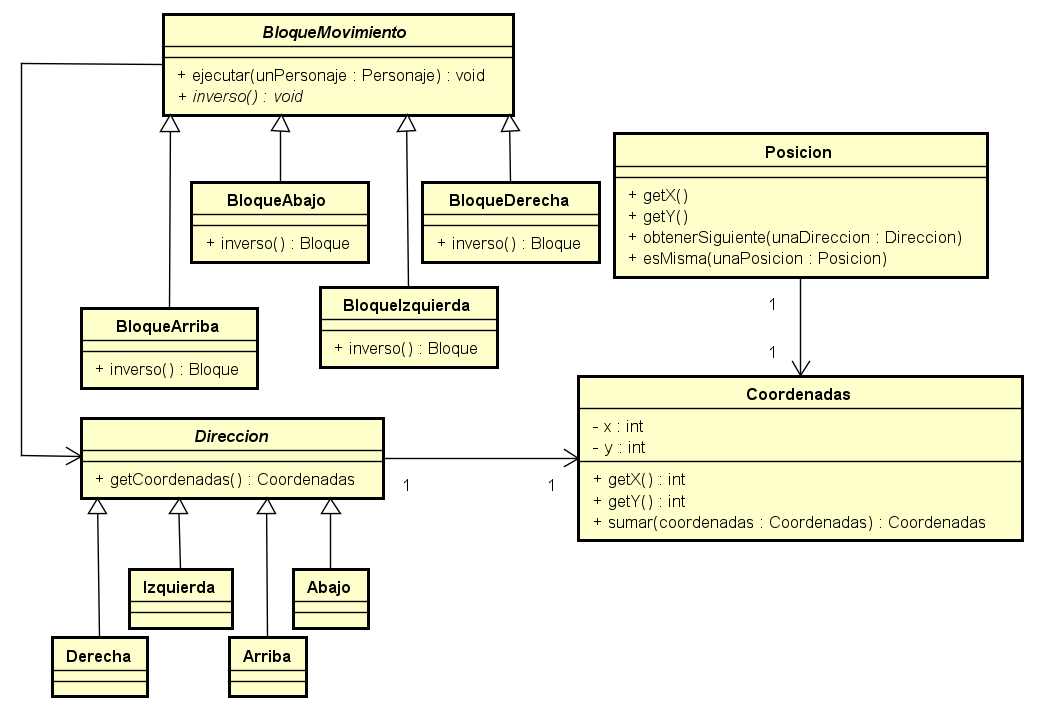 BloqueMovimiento
+ ejecutar(unPersonaje : Personaje) : void
+ inverso() : void
BloqueAbajo
+ inverso() : Bloque
BloqueDerecha
+ inverso() : Bloque
Posicion
+ getX()
+ getY()
+ obtenerSiguiente(unaDireccion : Direccion)
+ esMisma(unaPosicion : Posicion)
BloqueArriba
+ inverso() : Bloque
BloqueIzquierda
+ inverso() : Bloque
1
1
Direccion
+ getCoordenadas() : Coordenadas
1
1
Coordenadas
- x : int
- y : int
+ getX() : int
+ getY() : int
+ sumar(coordenadas : Coordenadas) : Coordenadas
Izquierda
Abajo
Derecha
Arriba